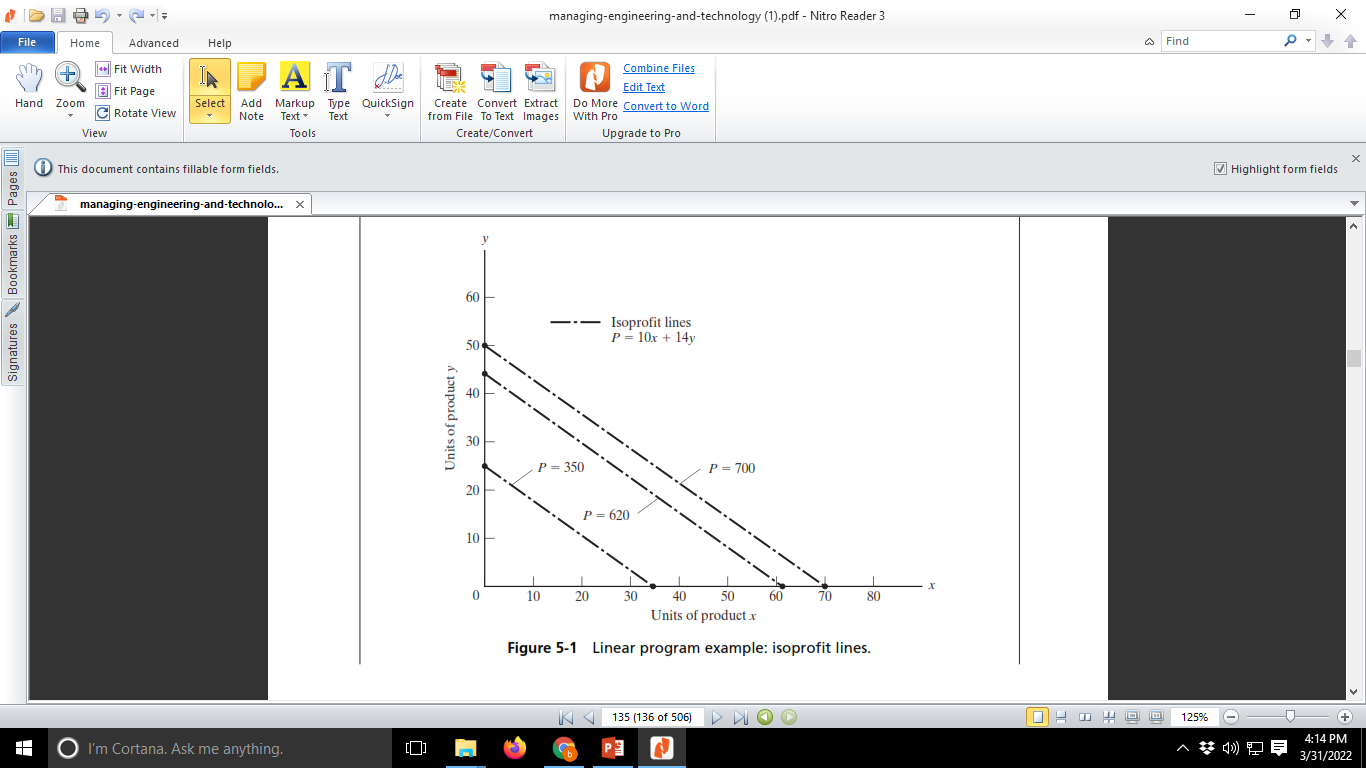 managing-engineering-and-technology (1).pdf - Nitro Reader 3
File Home Advanced Help
Find
Hand
Zoom
Fit Width
Fit Page
Rotate View
View
Select
Add Note
Markup Text
Type Text
QuickSign
Tools
Create from File
Convert To Text
Extract Images
Create/Convert
Do More With Pro
Combine Files
Edit Text
Convert to Word
Upgrade to Pro
This document contains fillable form fields.
Highlight form fields
managing-engineering-and-technolo...
Pages
Bookmarks
Signatures
y
60
50
40
30
20
10
Units of product y
Isoprofit lines
P = 10x + 14y
P = 350
P = 700
P = 620
0 10 20 30 40 50 60 70 80
x
Units of product x
Figure 5-1 Linear program example: isoprofit lines.
135 (136 of 506)
125%
I'm Cortana. Ask me anything.
4:14 PM
3/31/2022